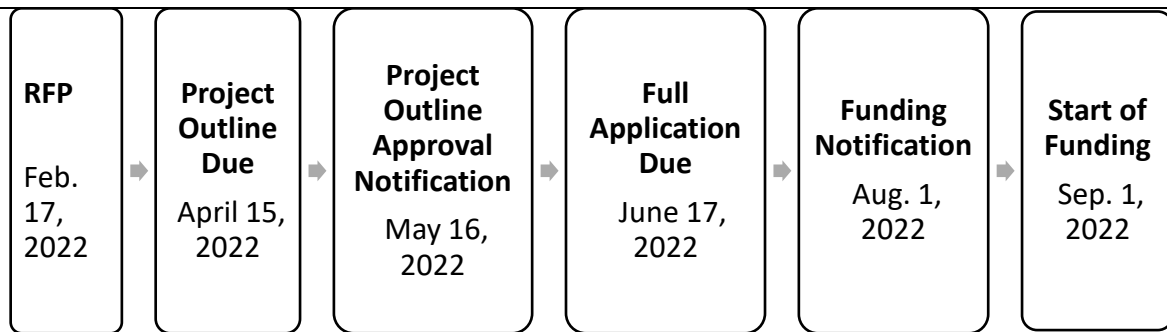 RFP
Feb.
17,
2022
Project
Outline
Due
April 15,
2022
Project
Outline
Approval
Notification
May 16,
2022
Full
Application
Due
June 17,
2022
Funding
Notification
Aug. 1,
2022
Start of
Funding
Sep. 1,
2022